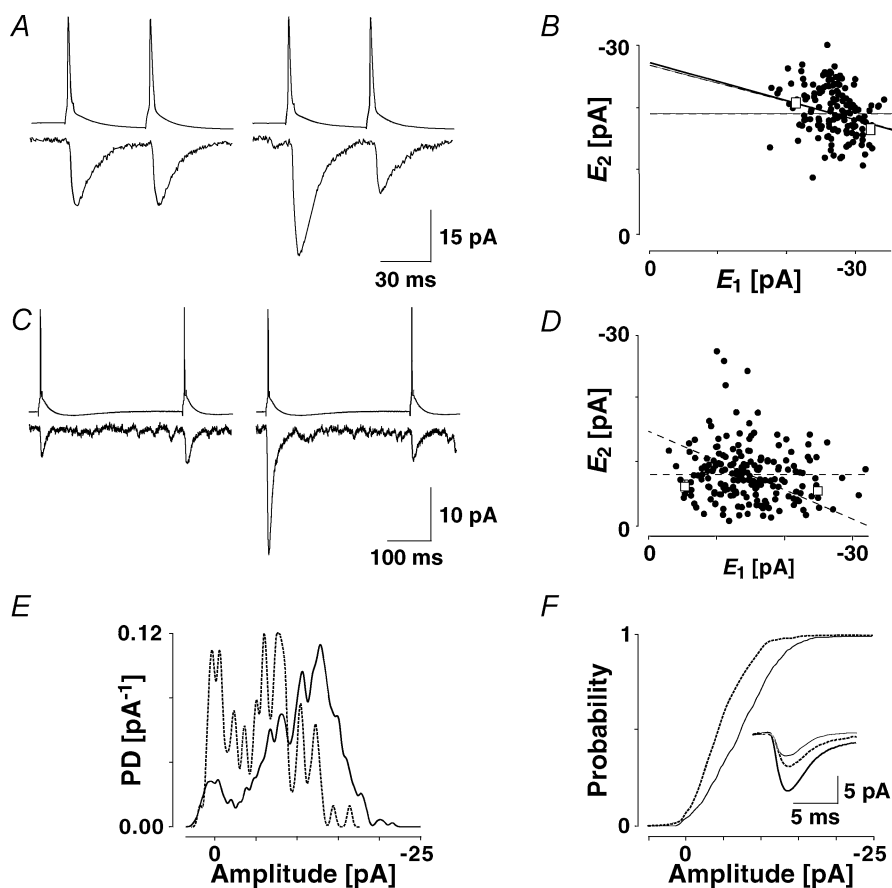 A
15 pA
30 ms
B
-30
E2 [pA]
0
0
-30
E1 [pA]
C
10 pA
100 ms
D
-30
E2 [pA]
0
0
-30
E1 [pA]
E
0.12
PD [pA-1]
0.00
0
-25
Amplitude [pA]
F
1
Probability
0
5 pA
5 ms
0
-25
Amplitude [pA]